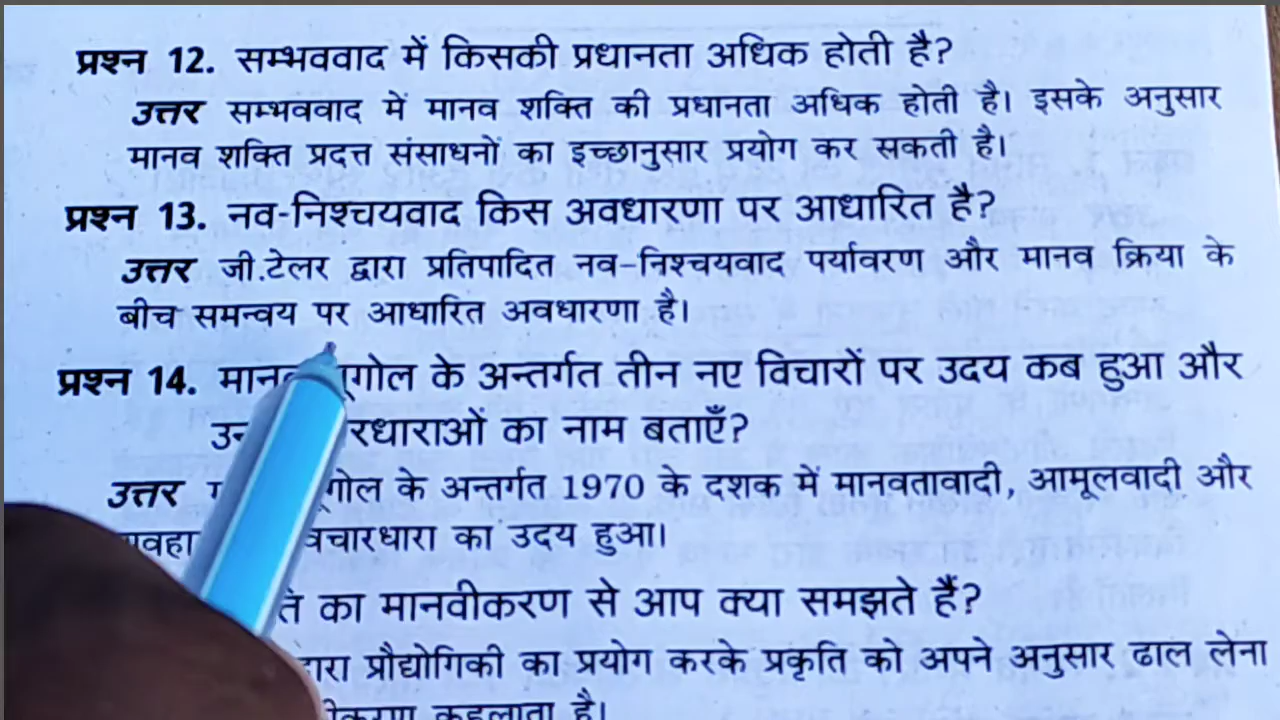 प्रश्न 12. सम्भववाद में किसकी प्रधानता अधिक होती है?
उत्तर सम्भववाद में मानव शक्ति की प्रधानता अधिक होती है। इसके अनुसार
मानव शक्ति प्रदत्त संसाधनों का इच्छानुसार प्रयोग कर सकती है।
प्रश्न 13. नव-निश्चयवाद किस अवधारणा पर आधारित है?
उत्तर जी.टेलर द्वारा प्रतिपादित नव-निश्चयवाद पर्यावरण और मानव क्रिया के
बीच समन्वय पर आधारित अवधारणा है।
प्रश्न 14. के अन्तर्गत तीन नए विचारों पर उदय कब हुआ और
का नाम बताएँ?
उत्तर के अन्तर्गत 1970 के दशक में मानवतावादी, आमूलवादी और
का उदय हुआ।
का मानवीकरण से आप क्या समझते हैं?
प्रौद्योगिकी का प्रयोग करके प्रकृति को अपने अनुसार ढाल लेना
कहलाता है।